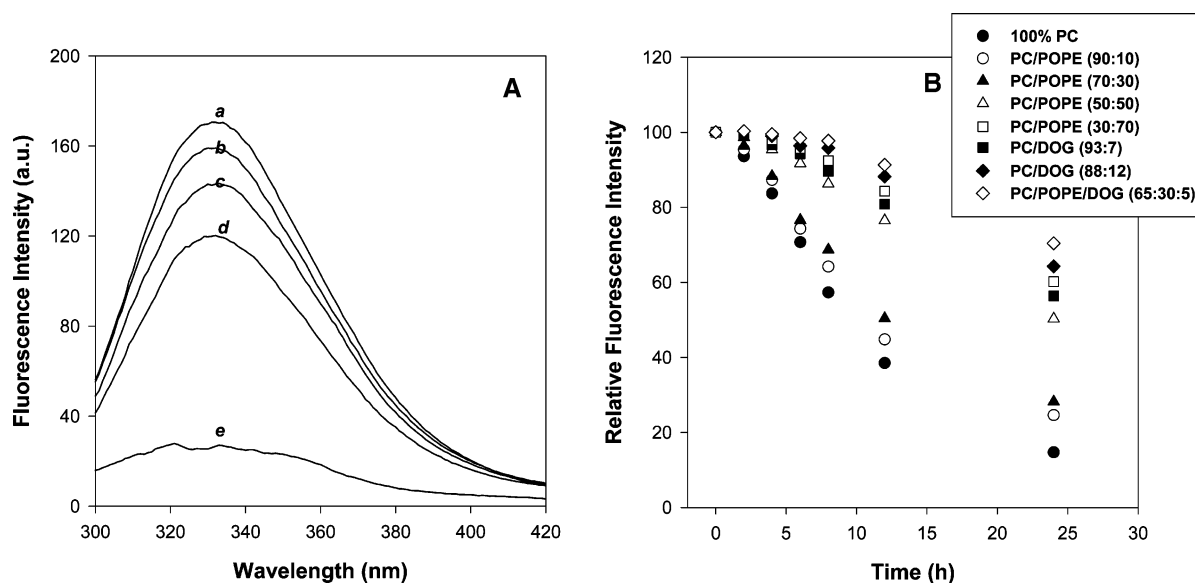 A
200
160
120
80
40
0
Fluorescence Intensity (a.u.)
a
b
c
d
e
300 320 340 360 380 400 420
Wavelength (nm)
B
120
100
80
60
40
20
0
Relative Fluorescence Intensity
100% PC
PC/POPE (90:10)
PC/POPE (70:30)
PC/POPE (50:50)
PC/POPE (30:70)
PC/DOG (93:7)
PC/DOG (88:12)
PC/POPE/DOG (65:30:5)
0 5 10 15 20 25 30
Time (h)